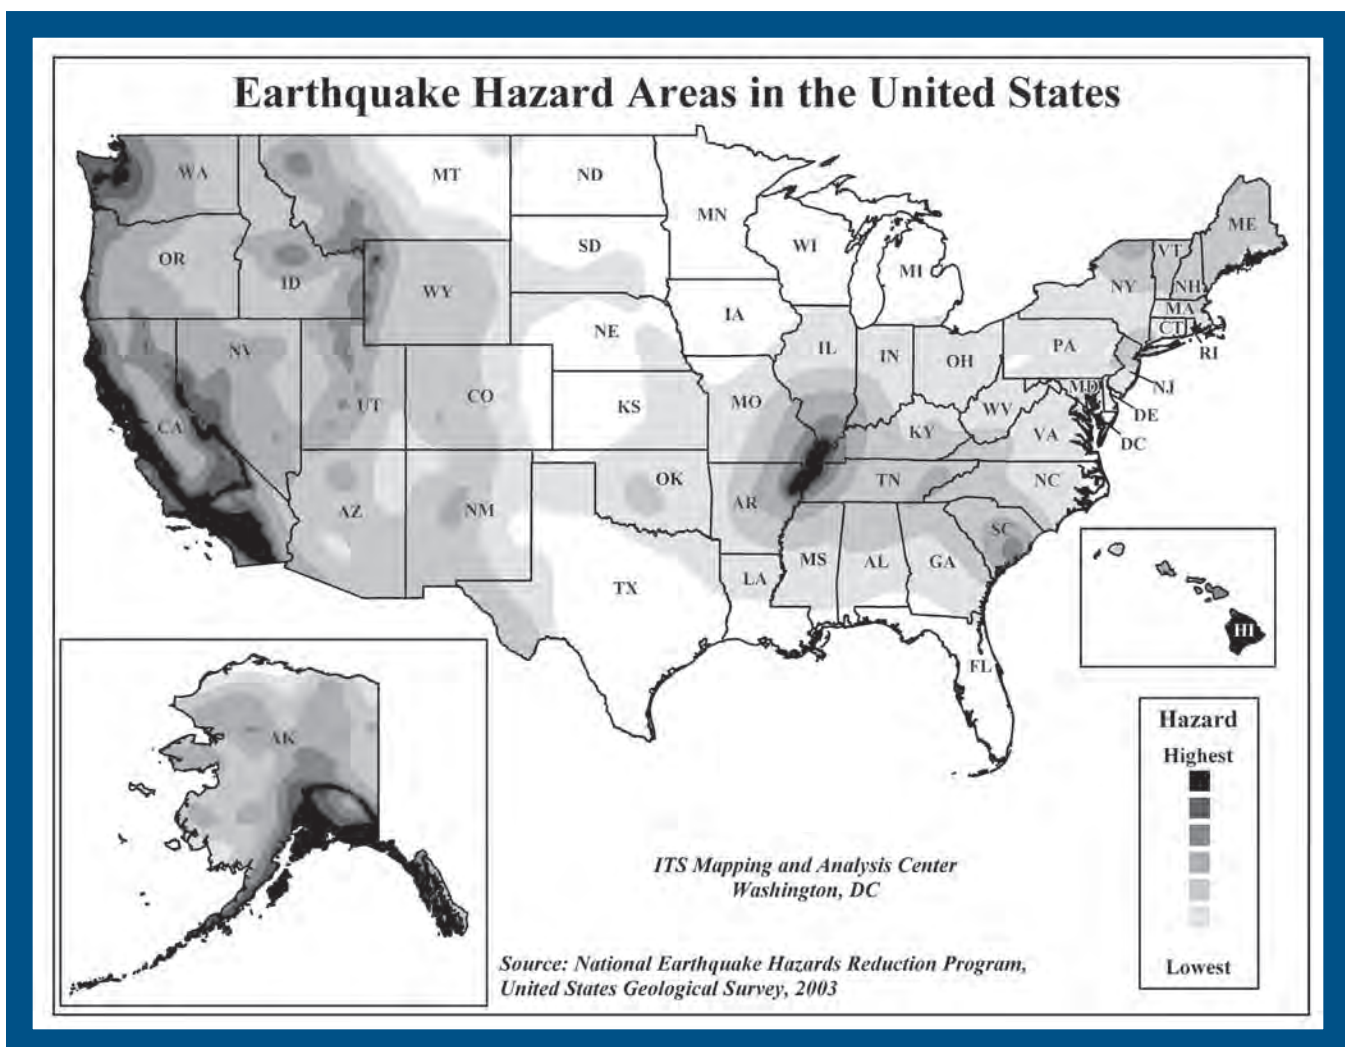 Earthquake Hazard Areas in the United States
WA
MT
ND
MN
OR
ID
WY
SD
WI
MI
NY
VT
NH
ME
MA
CT
RI
NV
UT
CO
NE
IA
IL
IN
OH
PA
NJ
MD
DE
DC
CA
KS
MO
KY
WV
VA
AZ
NM
OK
AR
TN
NC
SC
TX
LA
MS
AL
GA
FL
HI
AK
Hazard
Highest
Lowest
ITS Mapping and Analysis Center
Washington, DC
Source: National Earthquake Hazards Reduction Program,
United States Geological Survey, 2003